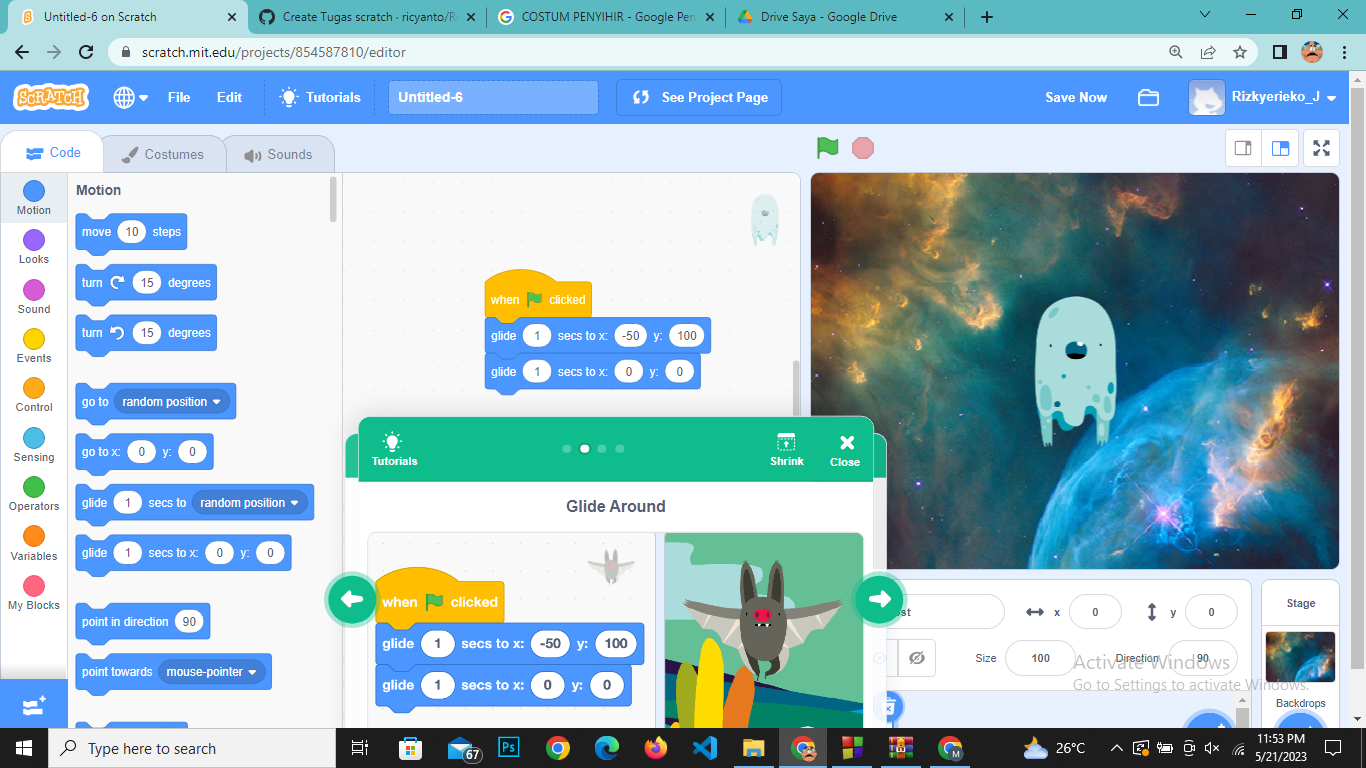 Untitled-6 on Scratch
Create Tugas scratch · ricyanto/R
COSTUM PENYIHIR - Google Pen
Drive Saya - Google Drive
scratch.mit.edu/projects/854587810/editor
SCRATCH
File
Edit
Tutorials
Untitled-6
See Project Page
Save Now
Rizkyerieko_J
Code
Costumes
Sounds
Motion
Looks
Sound
Events
Control
Sensing
Operators
Variables
My Blocks
Motion
move 10 steps
turn 15 degrees
turn 15 degrees
go to random position
go to x: 0 y: 0
glide 1 secs to random position
glide 1 secs to x: 0 y: 0
point in direction 90
point towards mouse-pointer
when clicked
glide 1 secs to x: -50 y: 100
glide 1 secs to x: 0 y: 0
Tutorials
Shrink
Close
Glide Around
when clicked
glide 1 secs to x: -50 y: 100
glide 1 secs to x: 0 y: 0
x 0 y 0
Size 100 Direction 90
Stage
Backdrops
Activate Windows
Go to Settings to activate Windows.
Type here to search
67
Ps
M
26°C
11:53 PM
5/21/2023